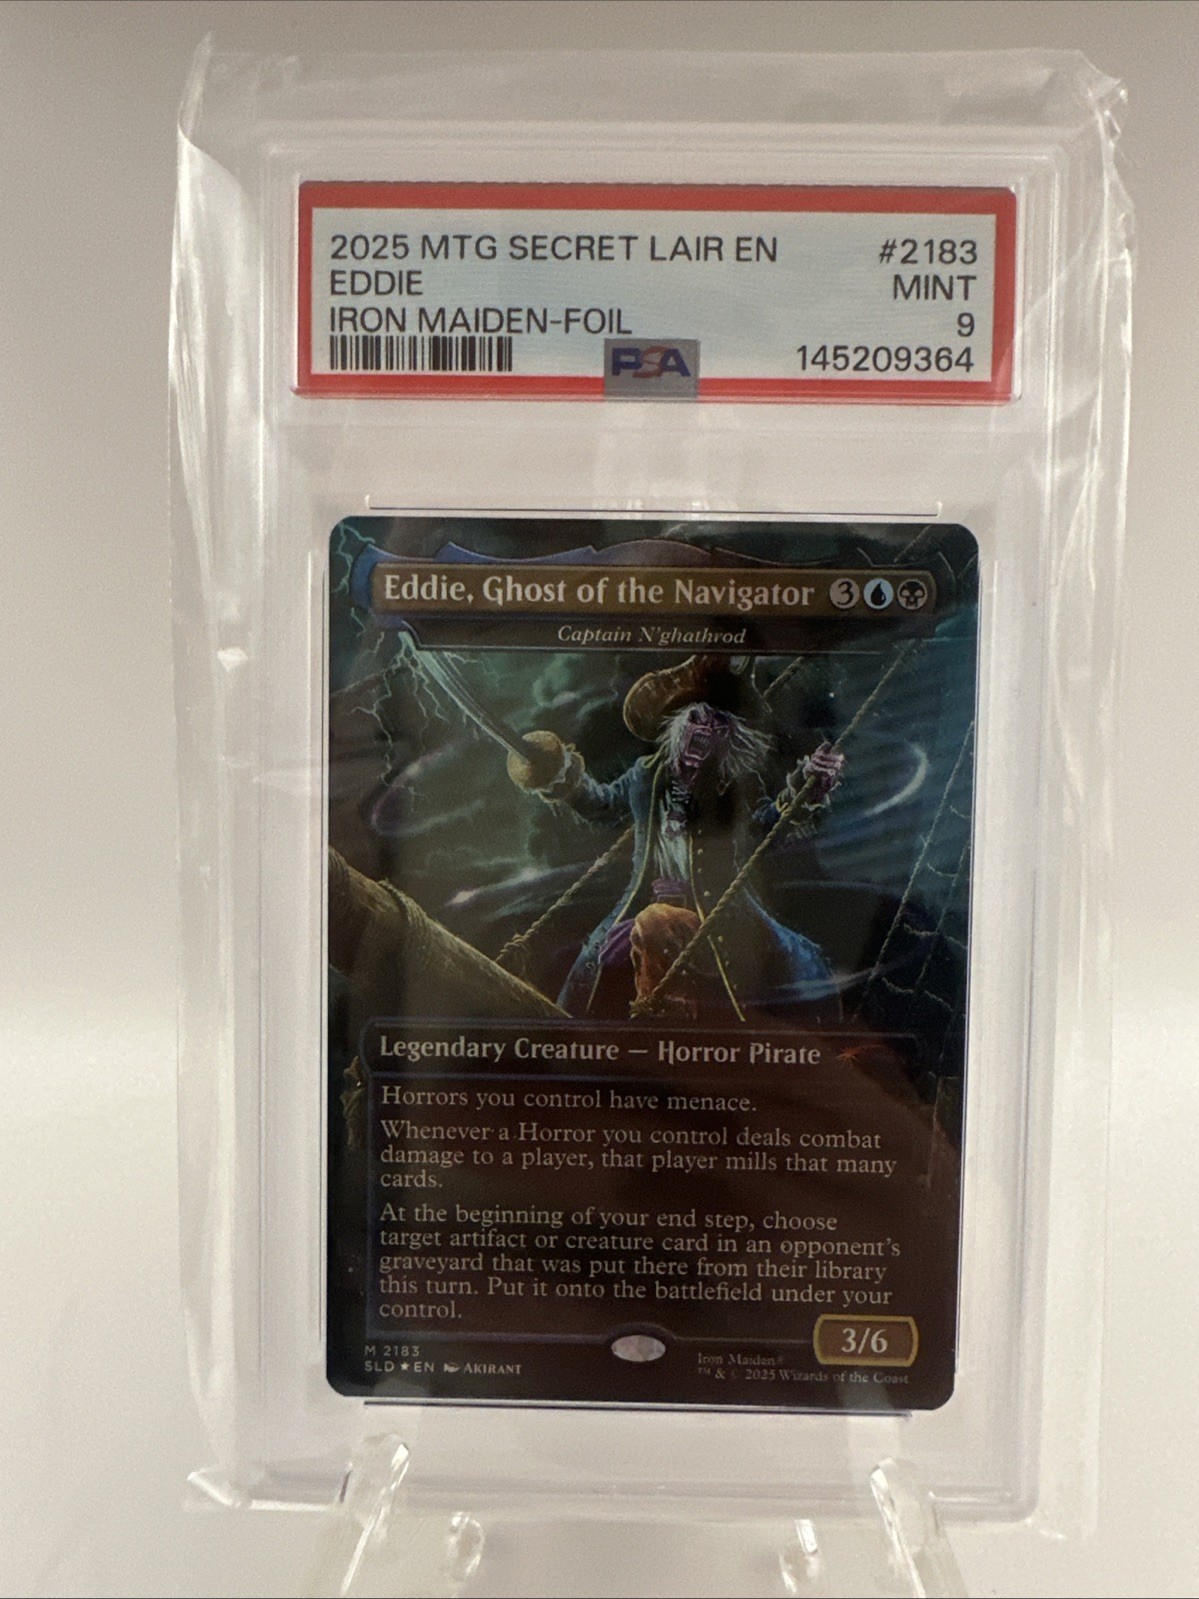 2025 MTG SECRET LAIR EN #2183
EDDIE MINT
IRON MAIDEN-FOIL 9
PSA 145209364
Eddie, Ghost of the Navigator 3
Captain N'ghathrod
Legendary Creature — Horror Pirate
Horrors you control have menace.
Whenever a Horror you control deals combat
damage to a player, that player mills that many
cards.
At the beginning of your end step, choose
target artifact or creature card in an opponent's
graveyard that was put there from their library
this turn. Put it onto the battlefield under your
control.
3/6
M 2183
SLD ★ EN AKIRANT
Iron Maiden®
™ & © 2025 Wizards of the Coast